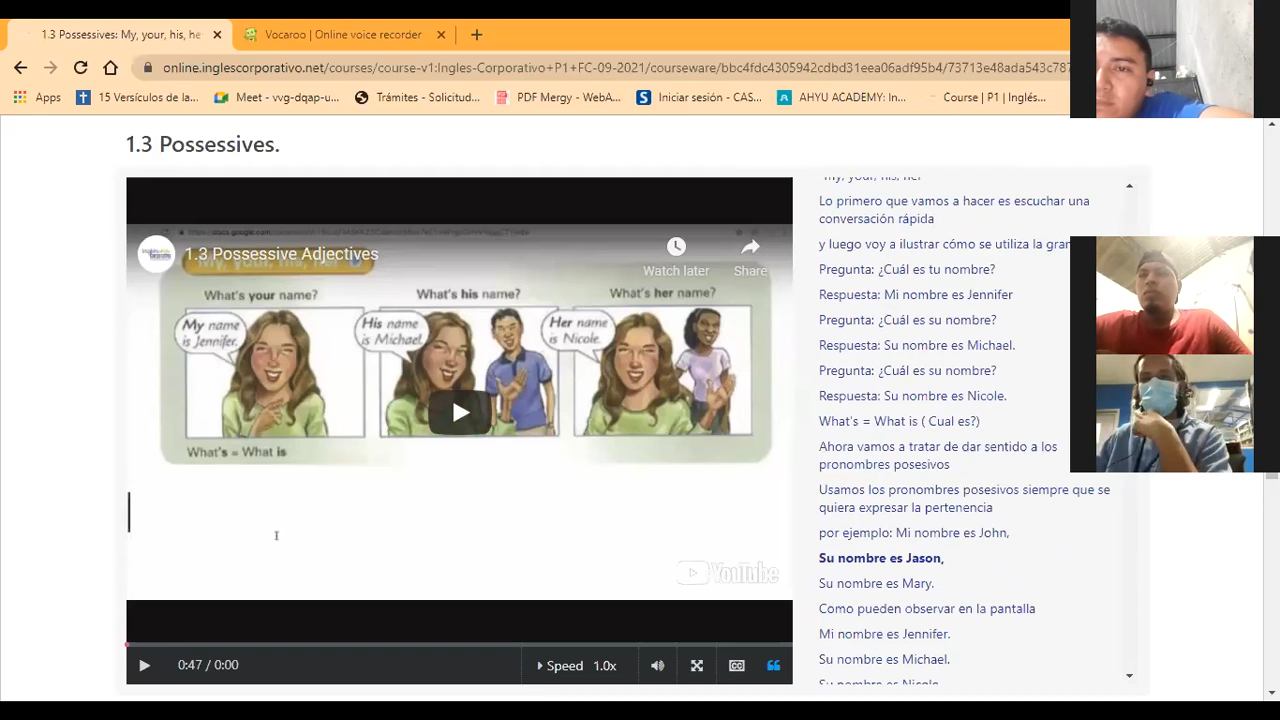 1.3 Possessives: My, your, his, he
Vocaroo | Online voice recorder
online.inglescorporativo.net/courses/course-v1:Ingles-Corporativo+P1+FC-09-2021/courseware/bbc4fdc4305942cdbd31eea06adf95b4/73713e48ada543c787
Apps
15 Versículos de la...
Meet - vvg-dqap-u...
Trámites - Solicitud...
PDF Mergy - WebA...
Iniciar sesión - CAS...
AHYU ACADEMY: In...
Course | P1 | Inglés...
1.3 Possessives.
1.3 Possessive Adjectives
Watch later
Share
What's your name?
What's his name?
What's her name?
My name
is Jennifer.
His name
is Michael.
Her name
is Nicole.
What's = What is
YouTube
0:47 / 0:00
Speed 1.0x
My, your, his, her
Lo primero que vamos a hacer es escuchar una
conversación rápida
y luego voy a ilustrar cómo se utiliza la gra
Pregunta: ¿Cuál es tu nombre?
Respuesta: Mi nombre es Jennifer
Pregunta: ¿Cuál es su nombre?
Respuesta: Su nombre es Michael.
Pregunta: ¿Cuál es su nombre?
Respuesta: Su nombre es Nicole.
What's = What is ( Cual es?)
Ahora vamos a tratar de dar sentido a los
pronombres posesivos
Usamos los pronombres posesivos siempre que se
quiera expresar la pertenencia
por ejemplo: Mi nombre es John,
Su nombre es Jason,
Su nombre es Mary.
Como pueden observar en la pantalla
Mi nombre es Jennifer.
Su nombre es Michael.
Su nombre es Nicole